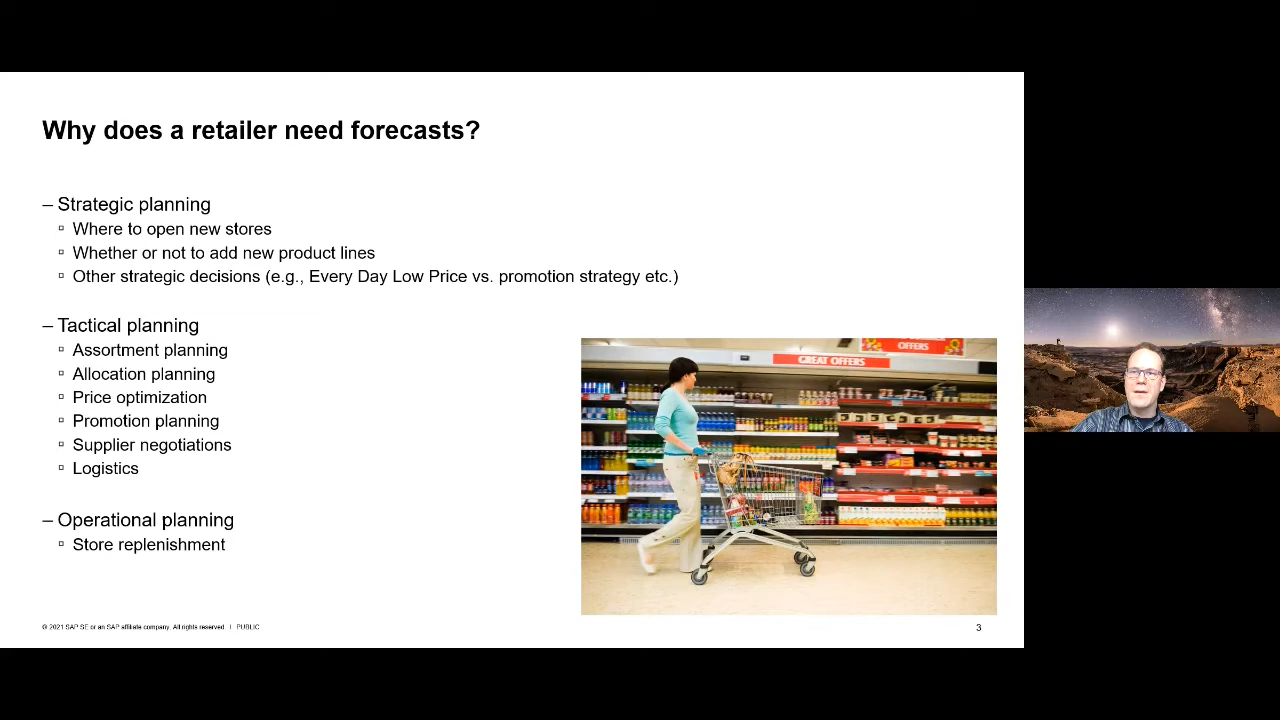 Why does a retailer need forecasts?
– Strategic planning
▫ Where to open new stores
▫ Whether or not to add new product lines
▫ Other strategic decisions (e.g., Every Day Low Price vs. promotion strategy etc.)
– Tactical planning
▫ Assortment planning
▫ Allocation planning
▫ Price optimization
▫ Promotion planning
▫ Supplier negotiations
▫ Logistics
– Operational planning
▫ Store replenishment
OFFERS
GREAT OFFERS
© 2021 SAP SE or an SAP affiliate company. All rights reserved. I PUBLIC
3